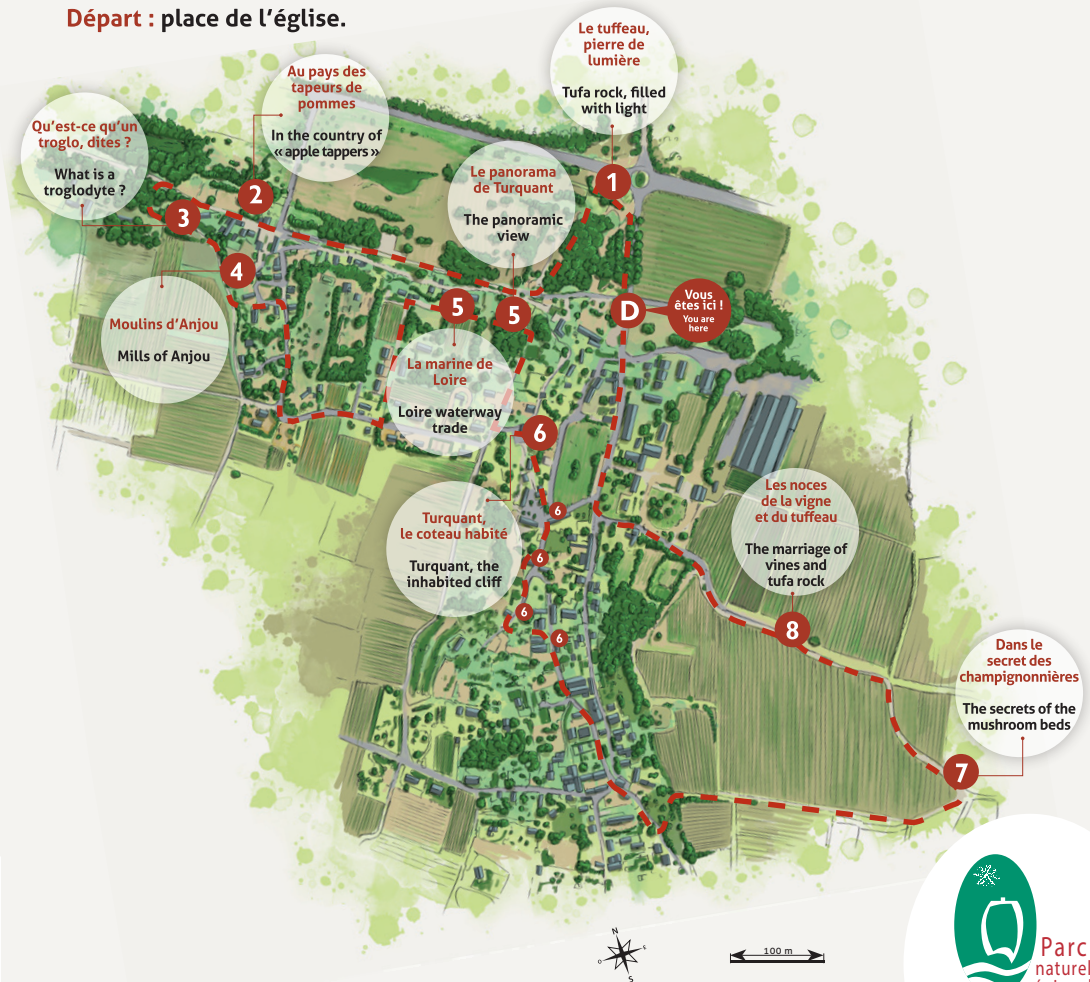 Départ : place de l'église.
Le tuffeau,
pierre de
lumière
Tufa rock, filled
with light
Au pays des
tapeurs de
pommes
In the country of
« apple tappers »
Qu'est-ce qu'un
troglo, dites ?
What is a
troglodyte ?
Le panorama
de Turquant
The panoramic
view
1
2
3
4
5
5
D
Vous
êtes ici !
You are
here
Moulins d'Anjou
Mills of Anjou
La marine de
Loire
Loire waterway
trade
6
6
6
6
6
Turquant,
le coteau habité
Turquant, the
inhabited cliff
Les noces
de la vigne
et du tuffeau
The marriage of
vines and
tufa rock
8
Dans le
secret des
champignonnières
The secrets of the
mushroom beds
7
N
E
O
S
100 m
Parc
naturel